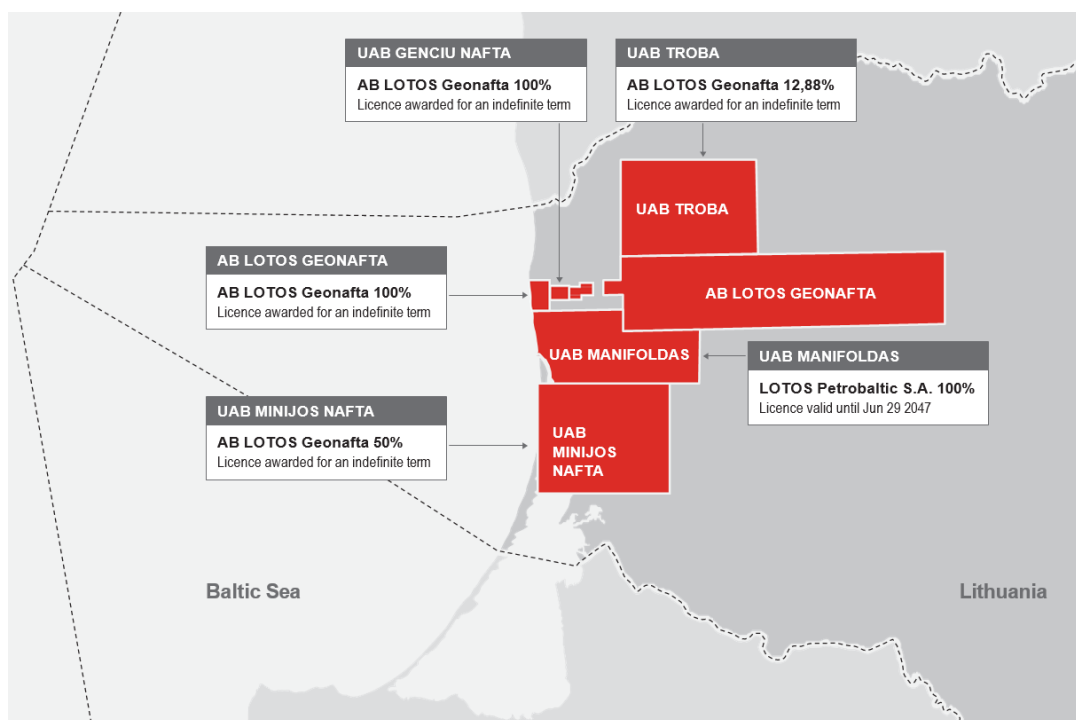 UAB GENCIU NAFTA
AB LOTOS Geonafta 100%
Licence awarded for an indefinite term
UAB TROBA
AB LOTOS Geonafta 12,88%
Licence awarded for an indefinite term
UAB TROBA
AB LOTOS GEONAFTA
AB LOTOS Geonafta 100%
Licence awarded for an indefinite term
AB LOTOS GEONAFTA
UAB MANIFOLDAS
UAB MANIFOLDAS
LOTOS Petrobaltic S.A. 100%
Licence valid until Jun 29 2047
UAB MINIJOS NAFTA
AB LOTOS Geonafta 50%
Licence awarded for an indefinite term
UAB
MINIJOS
NAFTA
Baltic Sea
Lithuania